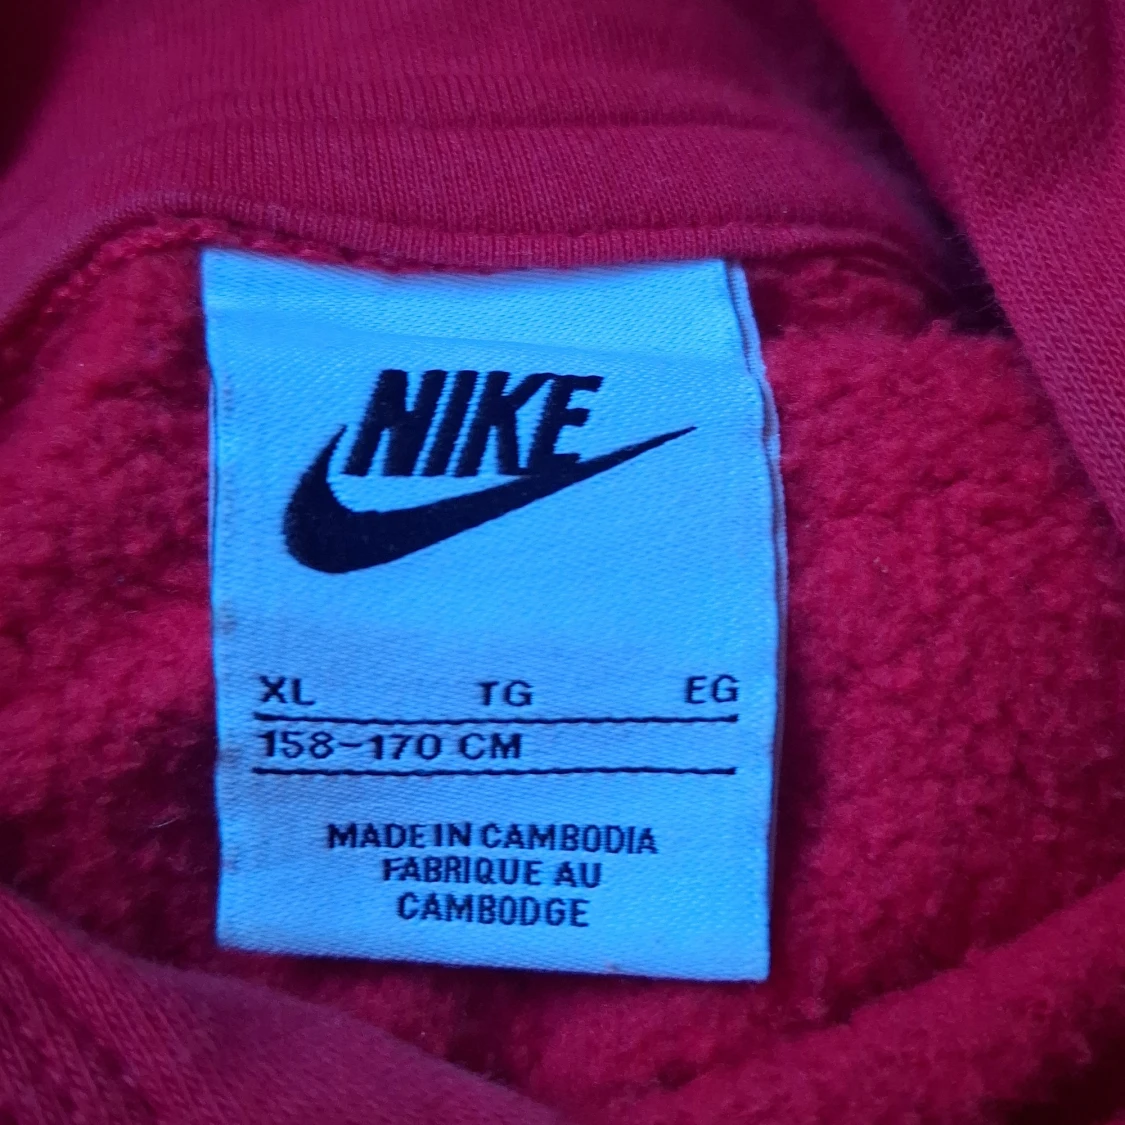 NIKE
XL TG EG
158-170 CM
MADE IN CAMBODIA
FABRIQUE AU
CAMBODGE